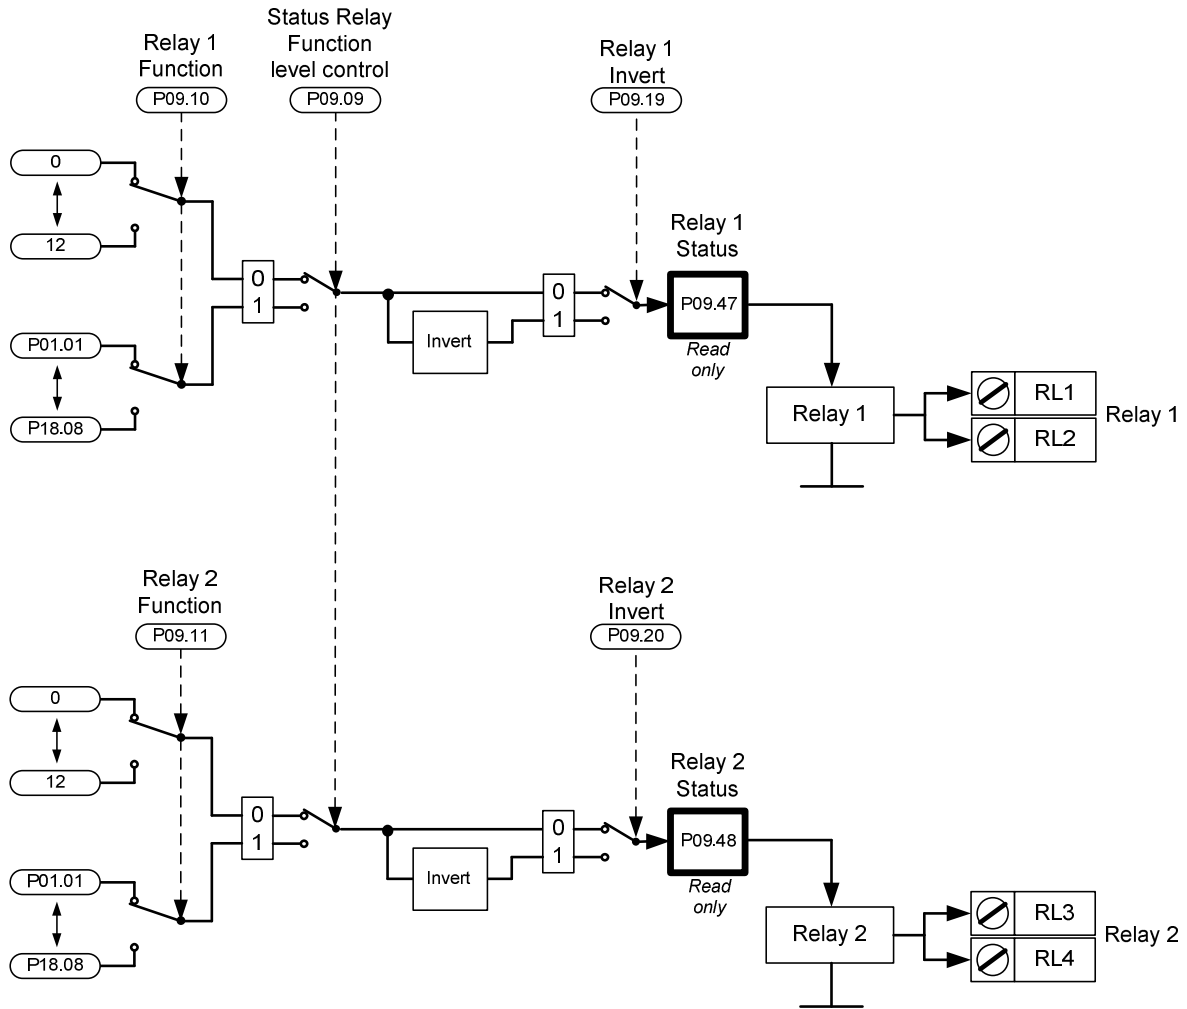 Status Relay
Function
level control
P09.09
Relay 1
Function
P09.10
Relay 1
Invert
P09.19
0
12
P01.01
P18.08
0
1
Invert
0
1
Relay 1
Status
P09.47
Read
only
Relay 1
RL1
RL2
Relay 1
Relay 2
Function
P09.11
Relay 2
Invert
P09.20
0
12
P01.01
P18.08
0
1
Invert
0
1
Relay 2
Status
P09.48
Read
only
Relay 2
RL3
RL4
Relay 2